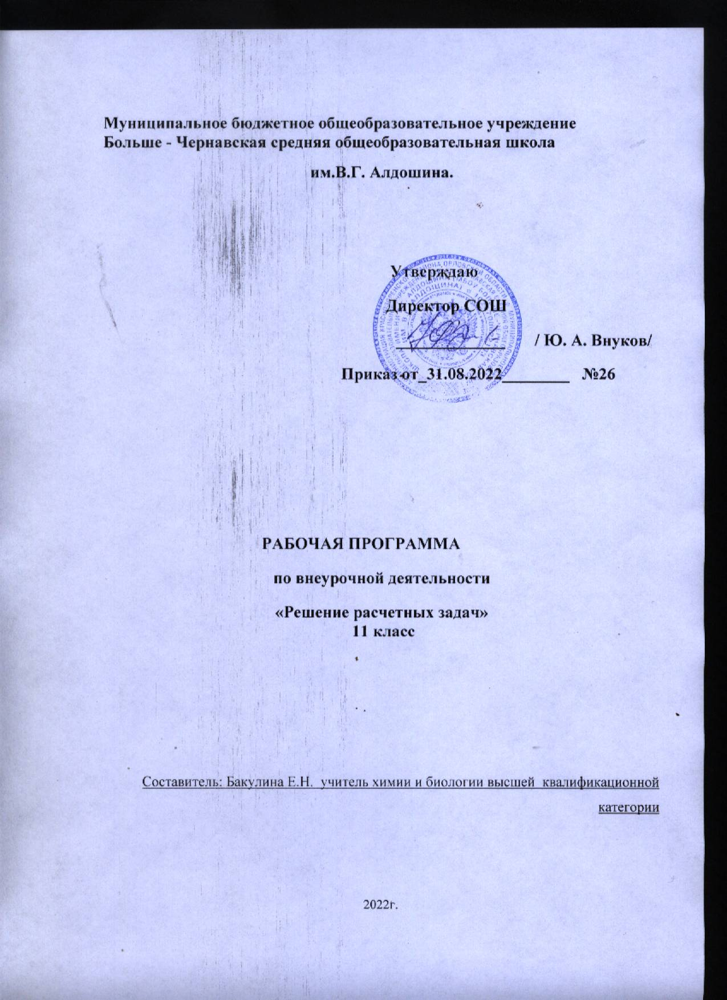 Муниципальное бюджетное общеобразовательное учреждение
Больше - Чернавская средняя общеобразовательная школа
им.В.Г. Алдошина.
Утверждаю
Директор СОШ
/ Ю. А. Внуков/
Приказ от_31.08.2022________ №26
РАБОЧАЯ ПРОГРАММА
по внеурочной деятельности
«Решение расчетных задач»
11 класс
Составитель: Бакулина Е.Н. учитель химии и биологии высшей квалификационной
категории
2022г.